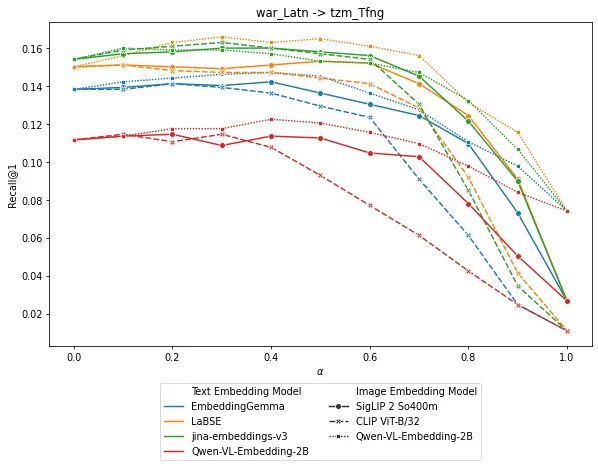 war_Latn -> tzm_Tfng
Recall@1
0.16
0.14
0.12
0.10
0.08
0.06
0.04
0.02
0.0 0.2 0.4 0.6 0.8 1.0
α
Text Embedding Model
EmbeddingGemma
LaBSE
jina-embeddings-v3
Qwen-VL-Embedding-2B
Image Embedding Model
SigLIP 2 So400m
CLIP ViT-B/32
Qwen-VL-Embedding-2B